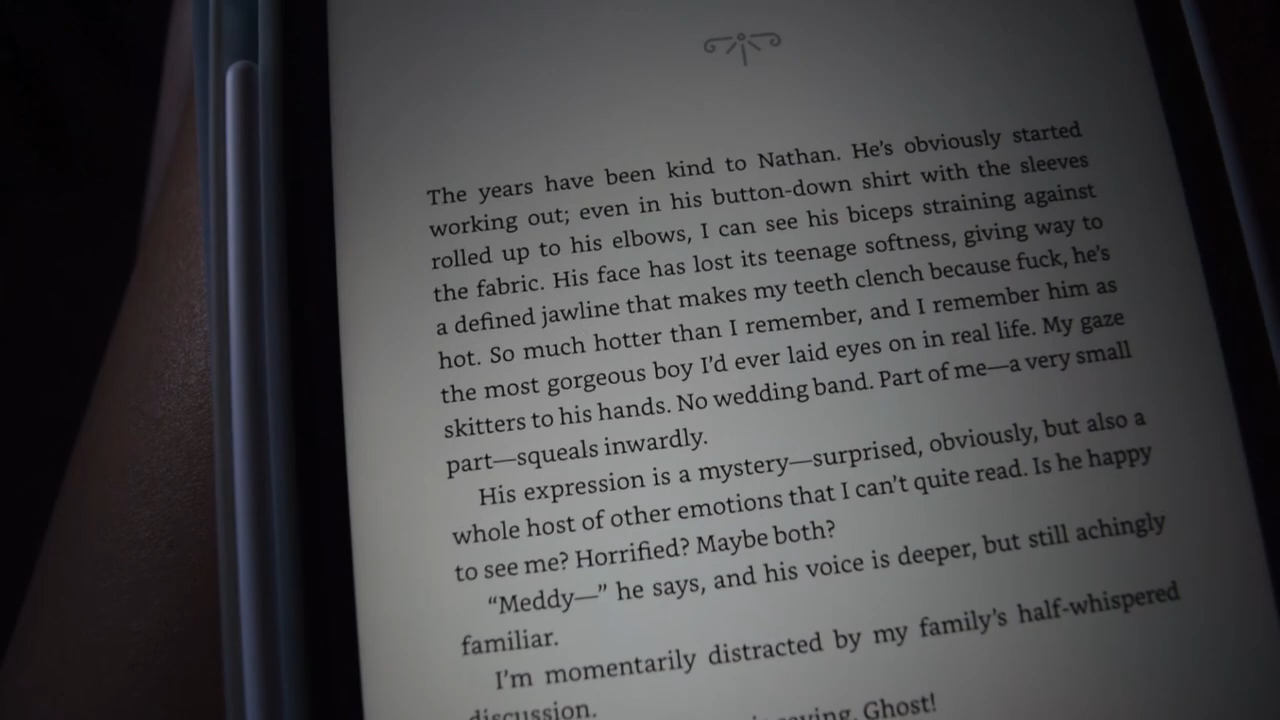 The years have been kind to Nathan. He's obviously started
working out; even in his button-down shirt with the sleeves
rolled up to his elbows, I can see his biceps straining against
the fabric. His face has lost its teenage softness, giving way to
a defined jawline that makes my teeth clench because fuck, he's
hot. So much hotter than I remember, and I remember him as
the most gorgeous boy I'd ever laid eyes on in real life. My gaze
skitters to his hands. No wedding band. Part of me—a very small
part—squeals inwardly.
His expression is a mystery—surprised, obviously, but also a
whole host of other emotions that I can't quite read. Is he happy
to see me? Horrified? Maybe both?
“Meddy—” he says, and his voice is deeper, but still achingly
familiar.
I'm momentarily distracted by my family's half-whispered
discussion.
Ghost!